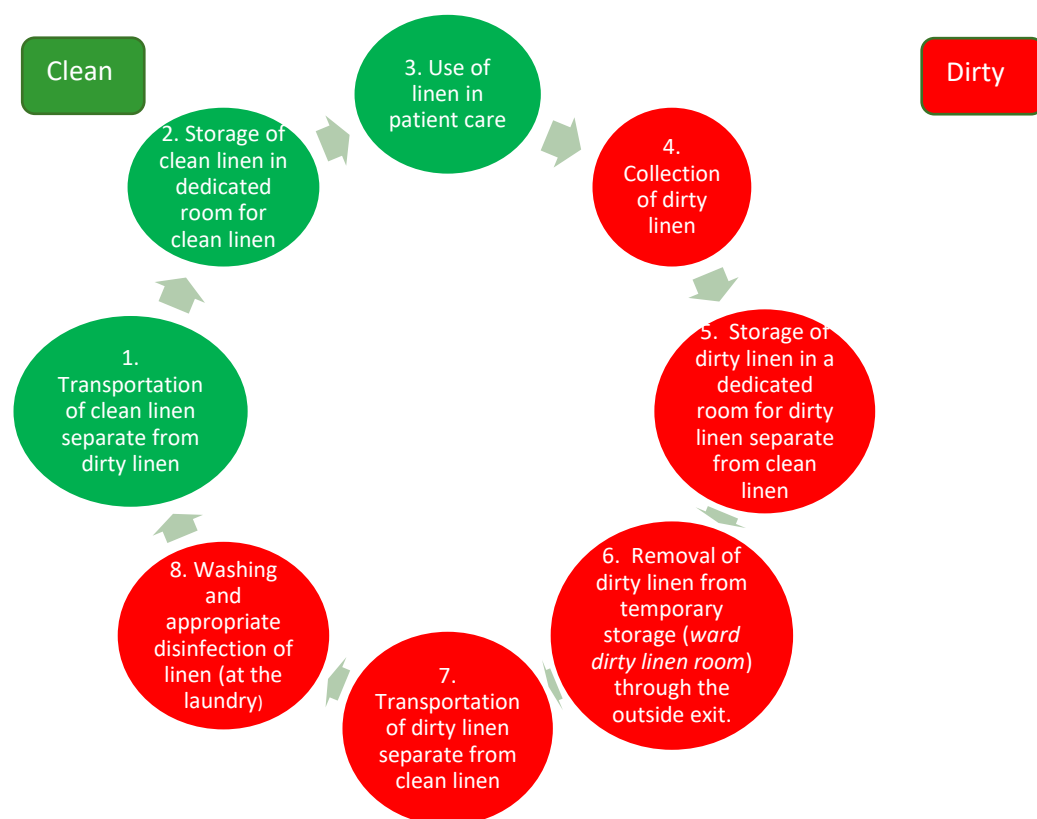 Clean
Dirty
1.
Transportation
of clean linen
separate from
dirty linen
2. Storage of
clean linen in
dedicated
room for
clean linen
3. Use of
linen in
patient care
4.
Collection
of dirty
linen
5. Storage of
dirty linen in a
dedicated
room for dirty
linen separate
from clean
linen
6. Removal of
dirty linen from
temporary
storage (ward
dirty linen room)
through the
outside exit.
7.
Transportation
of dirty linen
separate from
clean linen
8. Washing
and
appropriate
disinfection of
linen (at the
laundry)